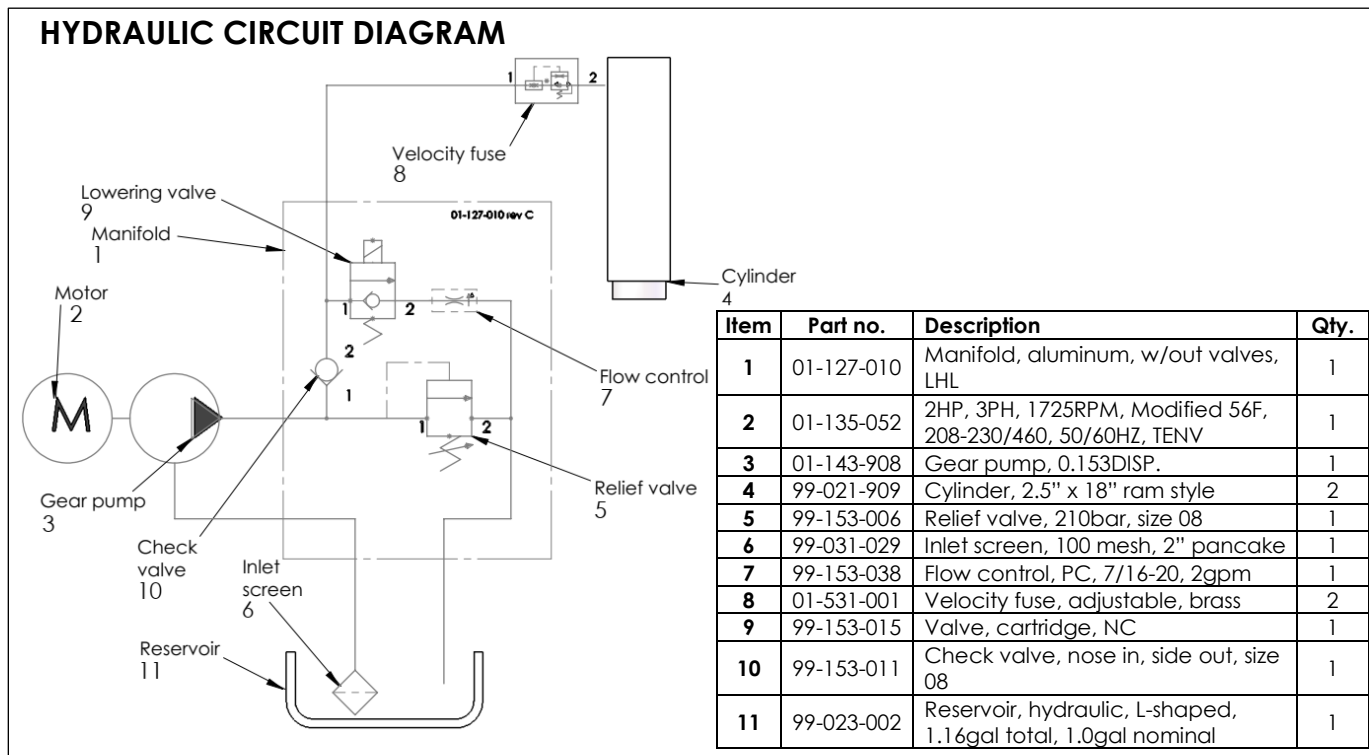 HYDRAULIC CIRCUIT DIAGRAM
1
2
Velocity fuse
8
Lowering valve
9
01-127-010 rev C
Manifold
1
Motor
2
1
2
Cylinder
4
2
1
Flow control
7
M
1
2
Gear pump
3
Relief valve
5
Check
valve
10
Inlet
screen
6
Reservoir
11
Item Part no. Description Qty.
1 01-127-010 Manifold, aluminum, w/out valves,
LHL 1
2 01-135-052 2HP, 3PH, 1725RPM, Modified 56F,
208-230/460, 50/60HZ, TENV 1
3 01-143-908 Gear pump, 0.153DISP. 1
4 99-021-909 Cylinder, 2.5” x 18” ram style 2
5 99-153-006 Relief valve, 210bar, size 08 1
6 99-031-029 Inlet screen, 100 mesh, 2” pancake 1
7 99-153-038 Flow control, PC, 7/16-20, 2gpm 1
8 01-531-001 Velocity fuse, adjustable, brass 2
9 99-153-015 Valve, cartridge, NC 1
10 99-153-011 Check valve, nose in, side out, size
08 1
11 99-023-002 Reservoir, hydraulic, L-shaped,
1.16gal total, 1.0gal nominal 1